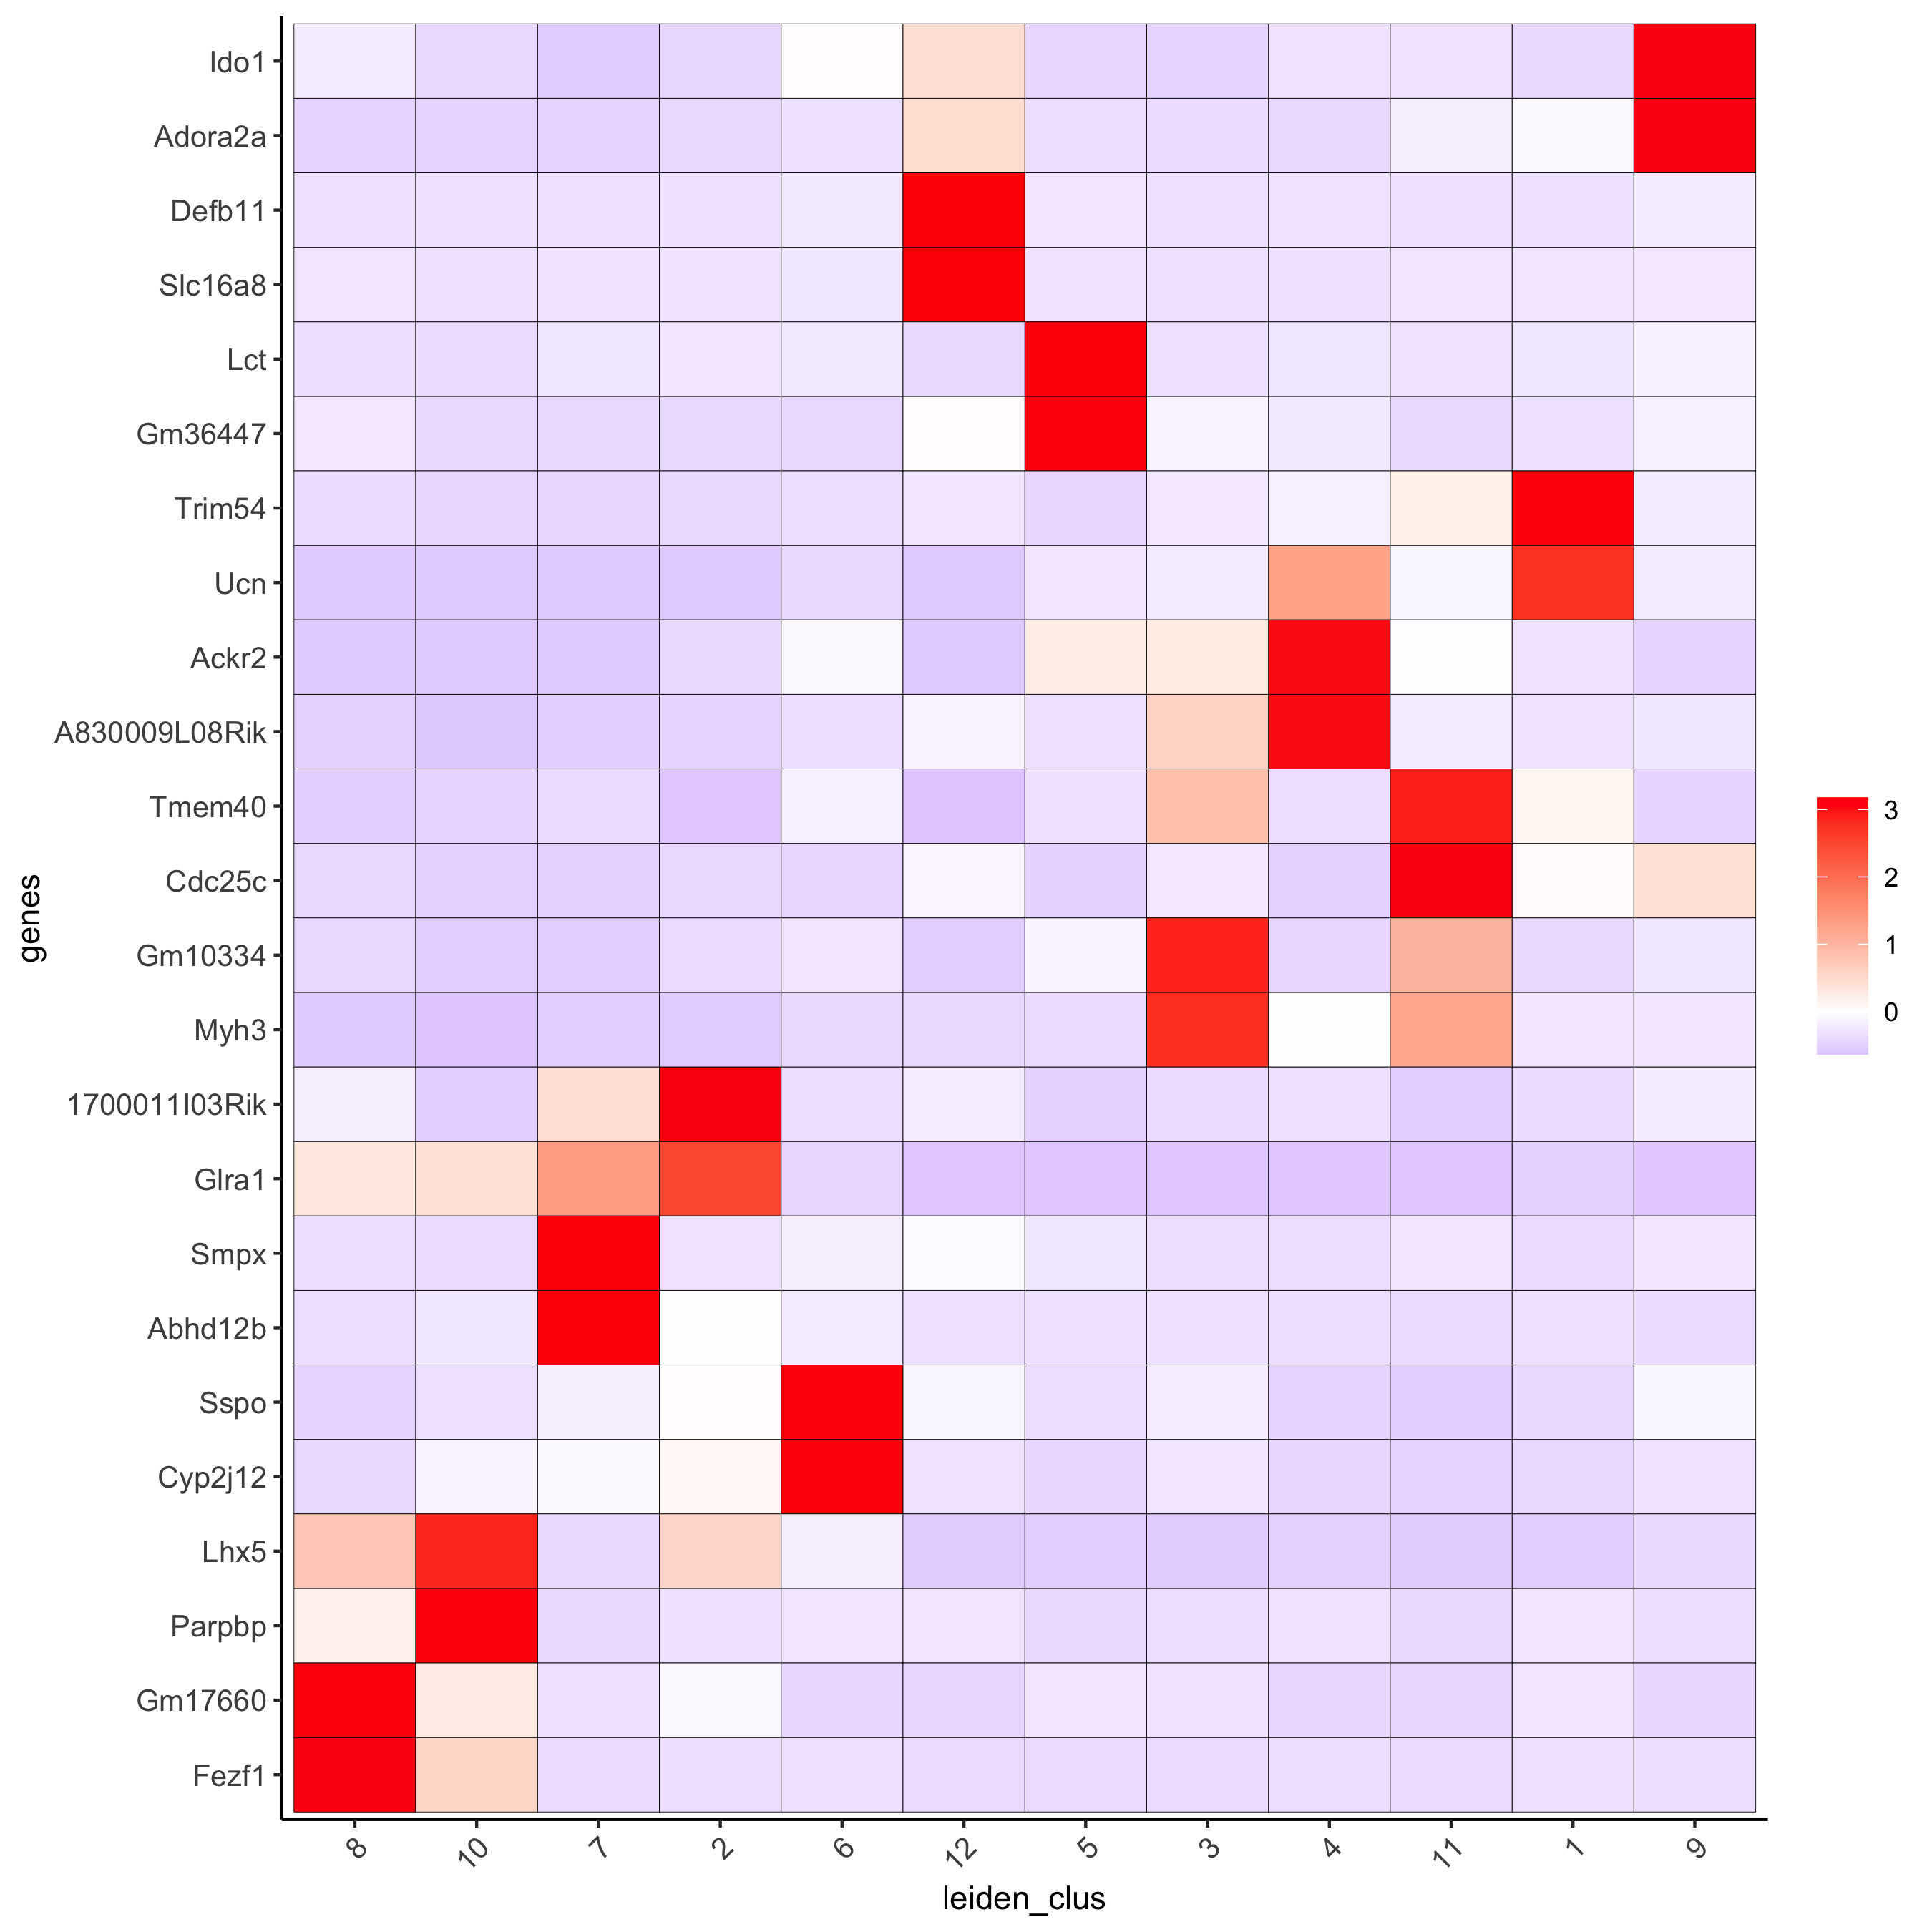 Ido1
Adora2a
Defb11
Slc16a8
Lct
Gm36447
Trim54
Ucn
Ackr2
A830009L08Rik
Tmem40
Cdc25c
Gm10334
Myh3
1700011I03Rik
Glra1
Smpx
Abhd12b
Sspo
Cyp2j12
Lhx5
Parpbp
Gm17660
Fezf1
genes
8 10 7 2 6 12 5 3 4 11 1 9
leiden_clus
3
2
1
0